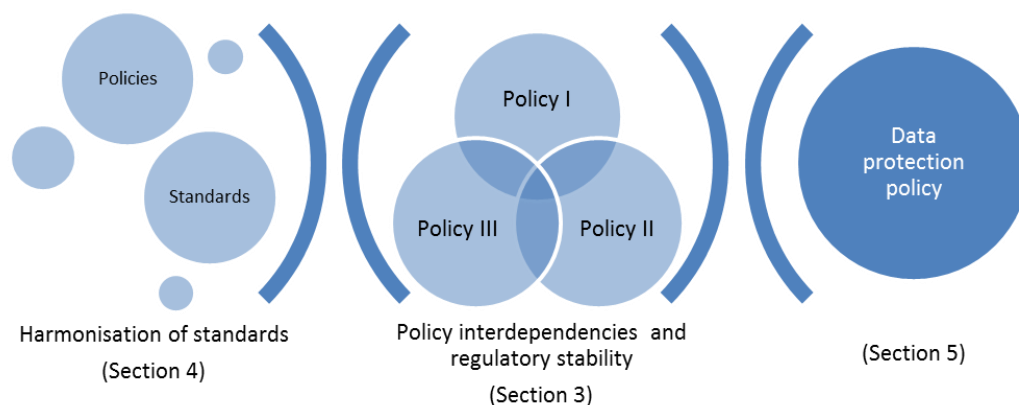 Policies
Standards
Harmonisation of standards
(Section 4)
Policy I
Policy III
Policy II
Policy interdependencies and
regulatory stability
(Section 3)
Data
protection
policy
(Section 5)